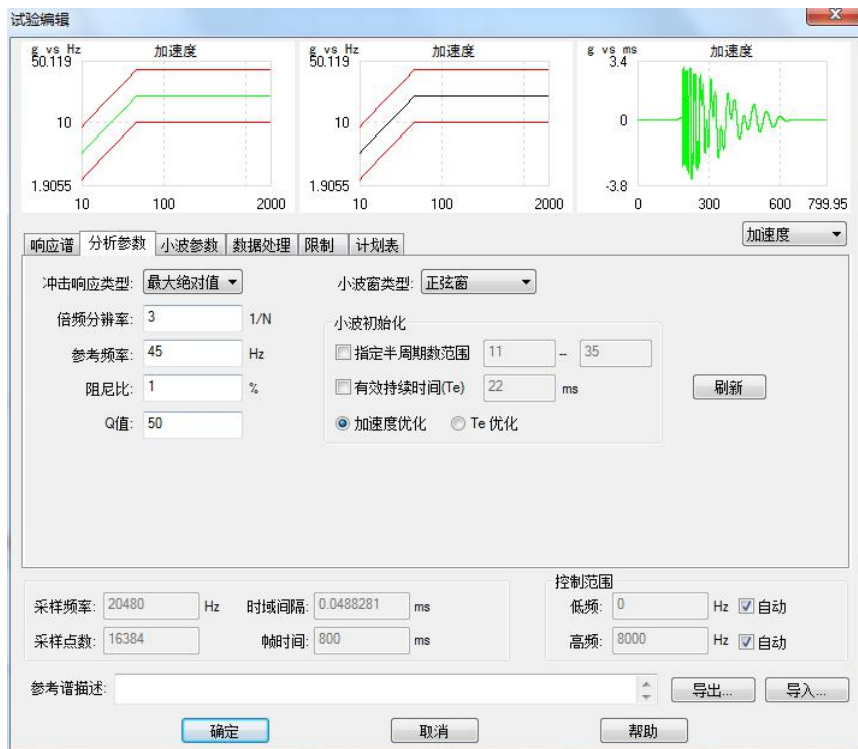 试验编辑
g vs Hz 加速度
50.119
10
1.9055
10 100 2000
g vs Hz 加速度
50.119
10
1.9055
10 100 2000
g vs ms 加速度
3.4
0
-3.8
0 300 600 799.95
响应谱 分析参数 小波参数 数据处理 限制 计划表
加速度
冲击响应类型: 最大绝对值
倍频分辨率: 3 1/N
参考频率: 45 Hz
阻尼比: 1 %
Q值: 50
小波窗类型: 正弦窗
小波初始化
指定半周期数范围 11 -- 35
有效持续时间(Te) 22 ms
加速度优化 Te 优化
刷新
采样频率: 20480 Hz 时域间隔: 0.0488281 ms
采样点数: 16384 帧时间: 800 ms
控制范围
低频: 0 Hz 自动
高频: 8000 Hz 自动
参考谱描述: 导出... 导入...
确定 取消 帮助